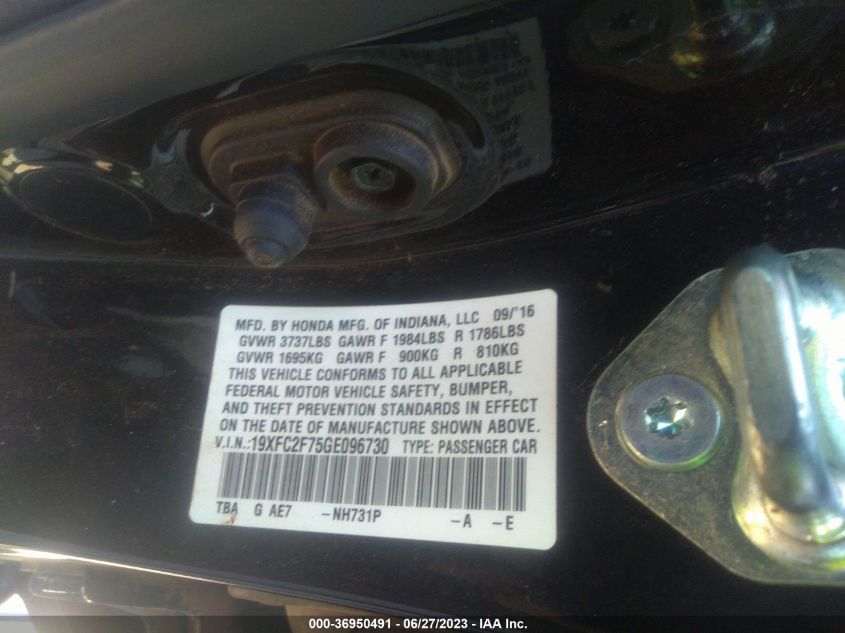 MFD. BY HONDA MFG. OF INDIANA, LLC 09/'16
GVWR 3737LBS GAWR F 1984LBS R 1786LBS
GVWR 1695KG GAWR F 900KG R 810KG
THIS VEHICLE CONFORMS TO ALL APPLICABLE
FEDERAL MOTOR VEHICLE SAFETY, BUMPER,
AND THEFT PREVENTION STANDARDS IN EFFECT
ON THE DATE OF MANUFACTURE SHOWN ABOVE.
V.I.N.:19XFC2F75GE096730 TYPE: PASSENGER CAR
TBA G AE7 -NH731P -A -E
000-36950491 - 06/27/2023 - IAA Inc.